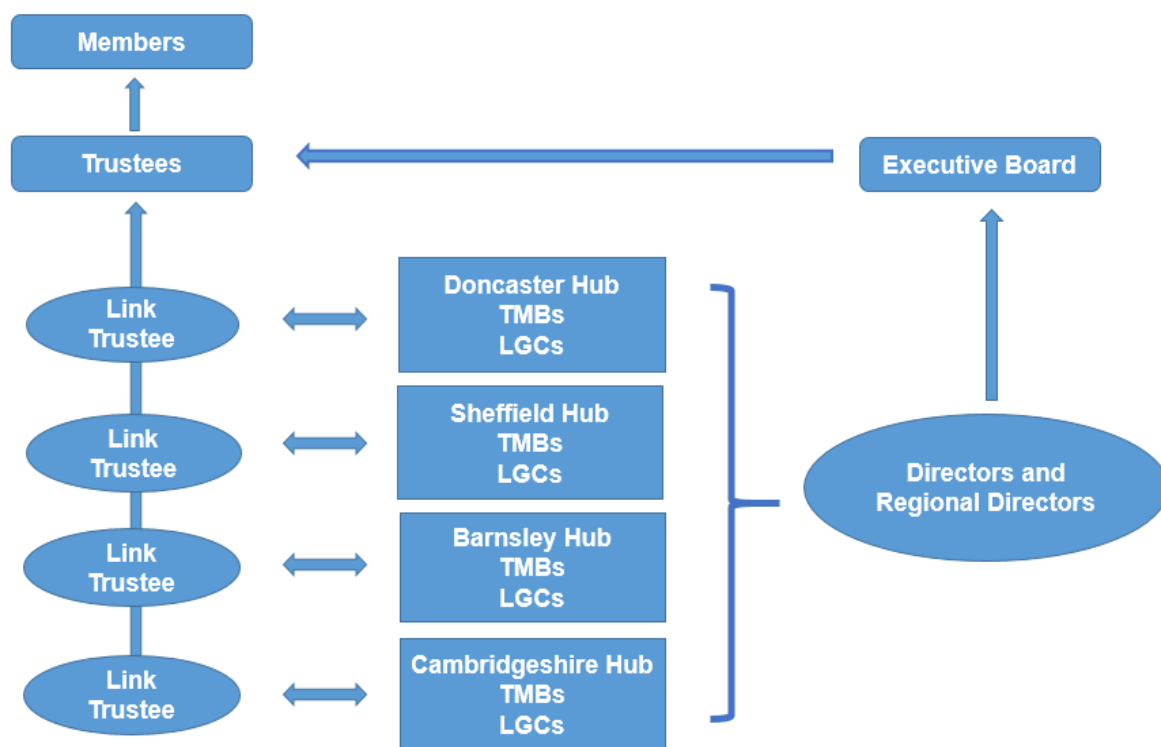 Members
Trustees
Executive Board
Link
Trustee
Doncaster Hub
TMBs
LGCs
Link
Trustee
Sheffield Hub
TMBs
LGCs
Directors and
Regional Directors
Link
Trustee
Barnsley Hub
TMBs
LGCs
Link
Trustee
Cambridgeshire Hub
TMBs
LGCs